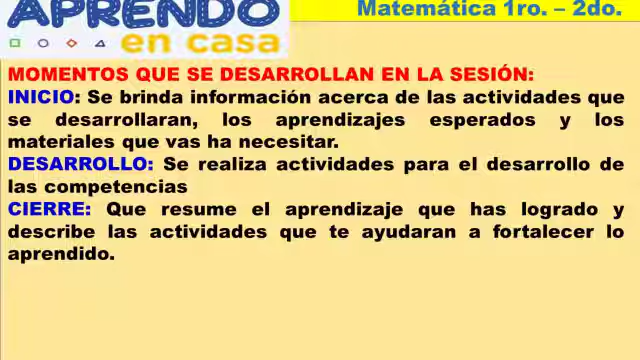 APRENDO
en casa
Matemática 1ro. – 2do.
MOMENTOS QUE SE DESARROLLAN EN LA SESIÓN:
INICIO: Se brinda información acerca de las actividades que
se desarrollaran, los aprendizajes esperados y los
materiales que vas ha necesitar.
DESARROLLO: Se realiza actividades para el desarrollo de
las competencias
CIERRE: Que resume el aprendizaje que has logrado y
describe las actividades que te ayudaran a fortalecer lo
aprendido.